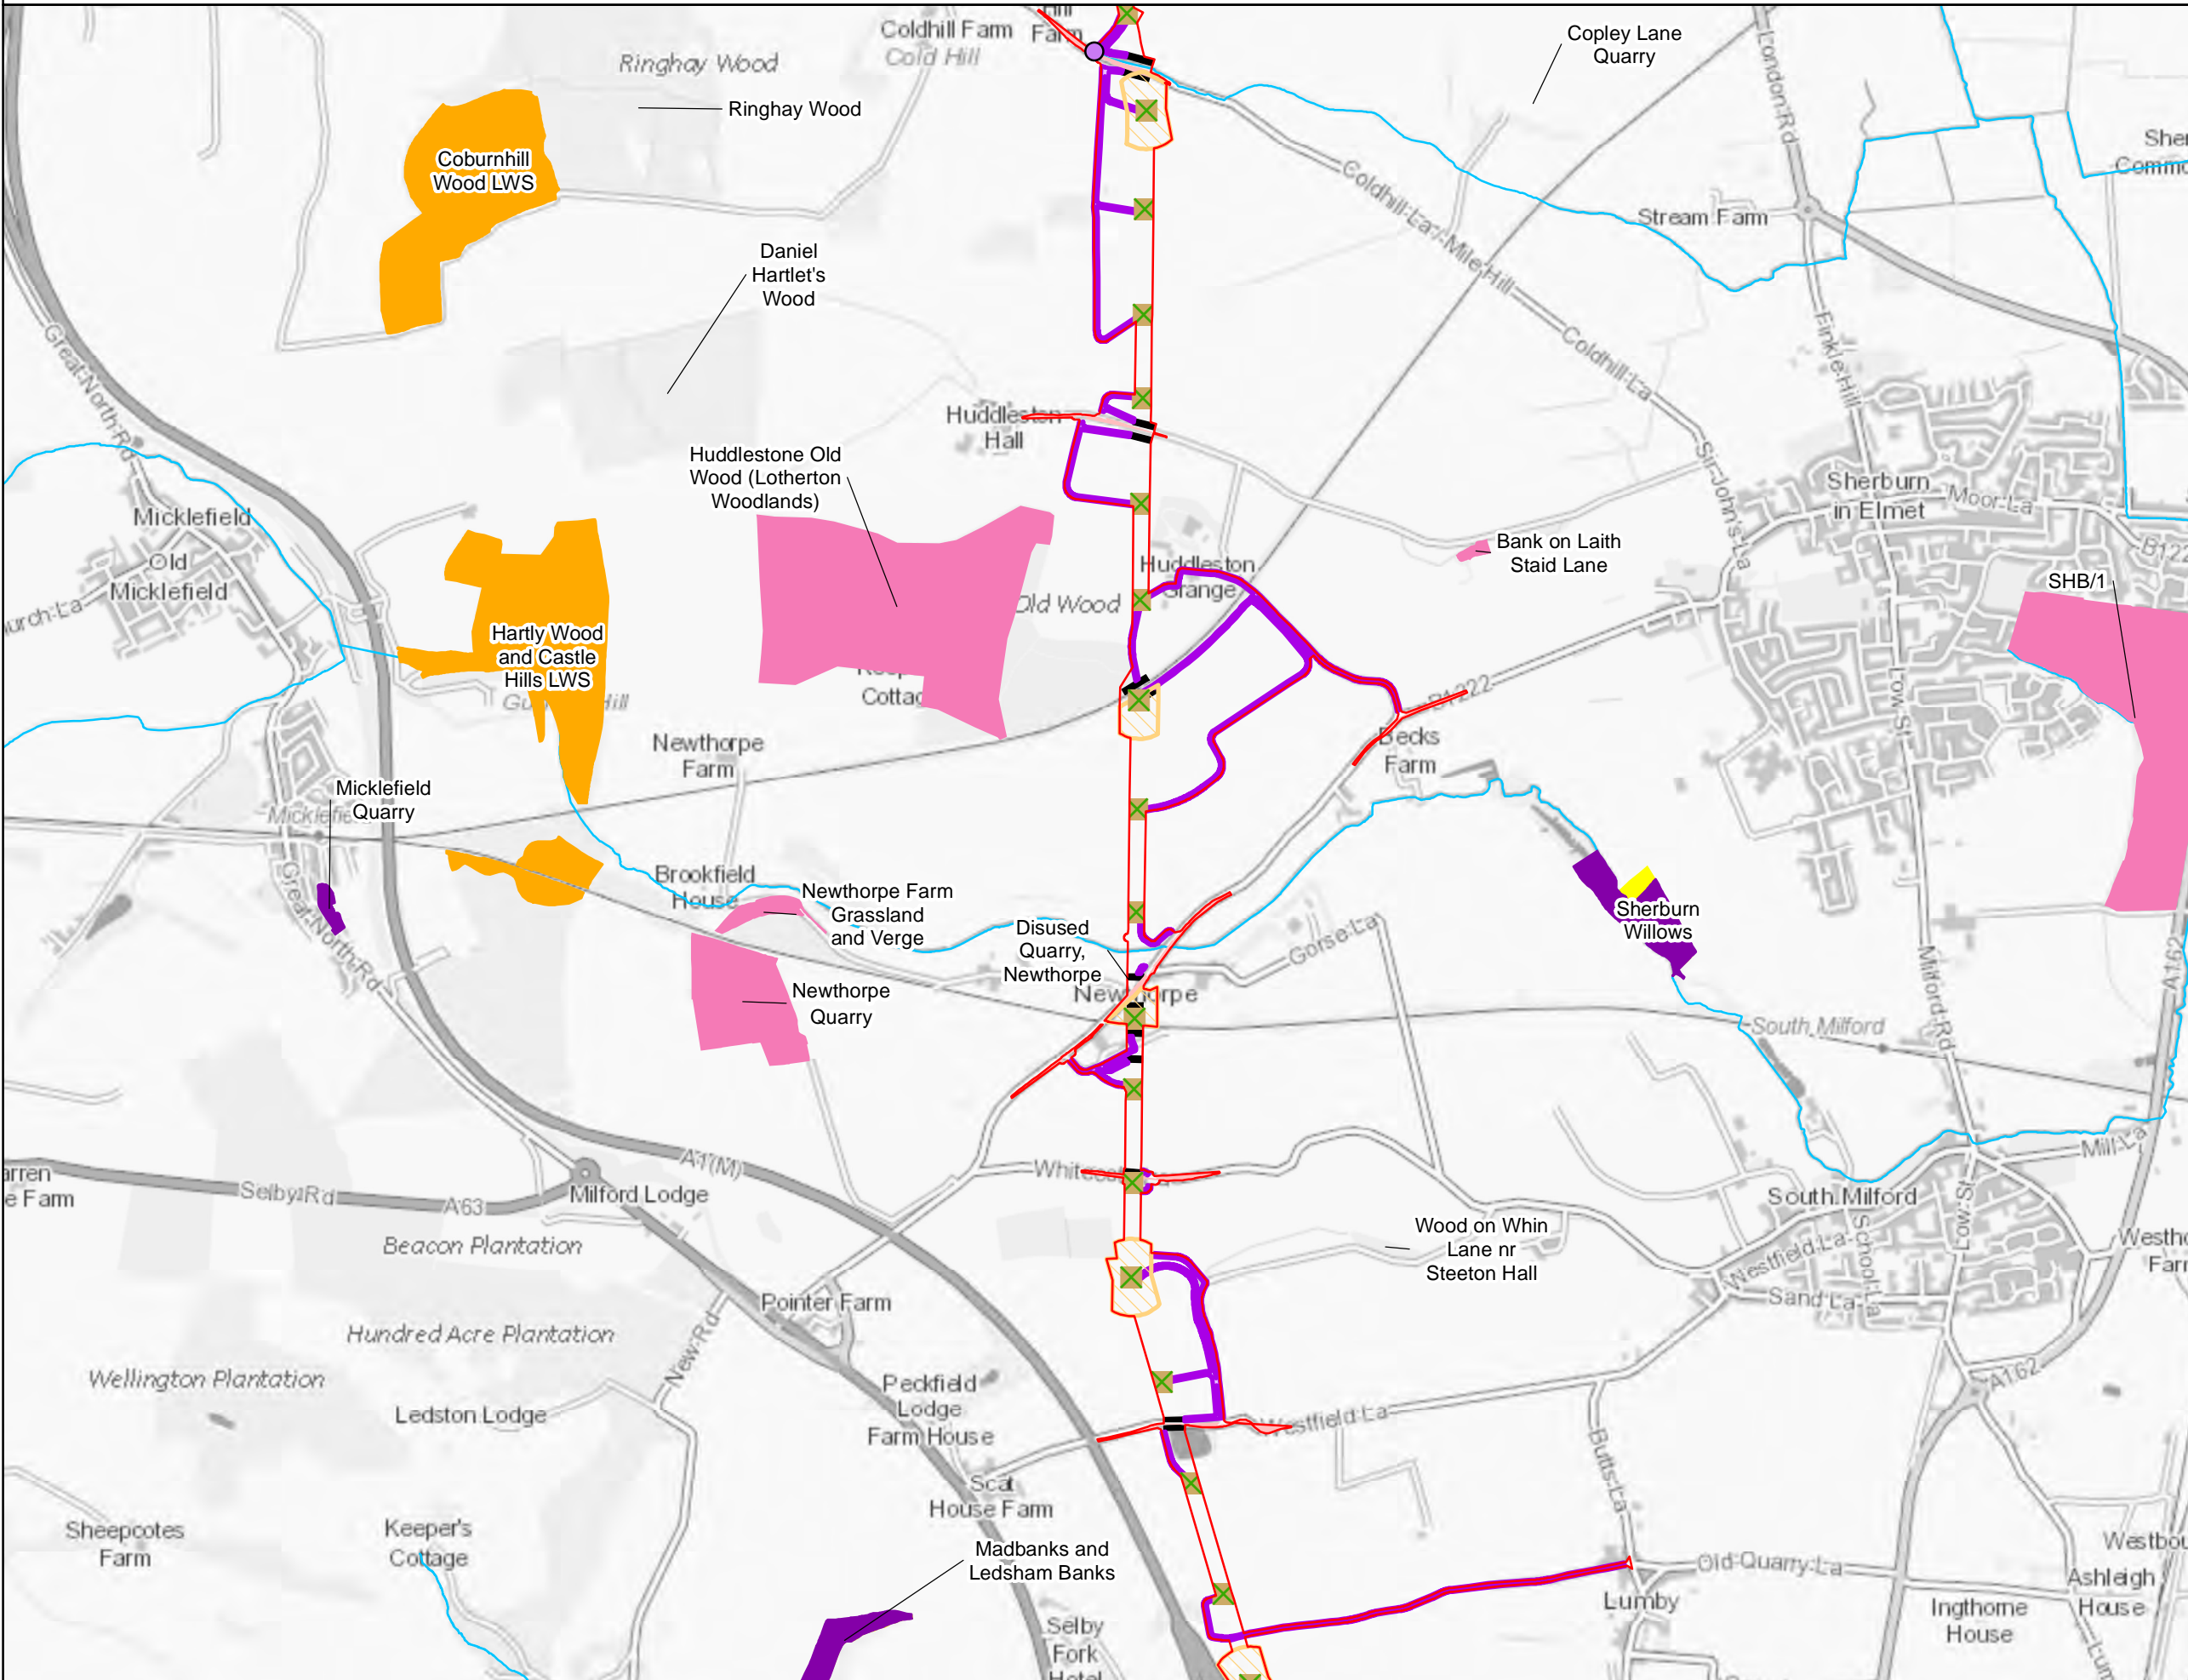 Coldhill Farm
Cold Hill
Farm
Copley Lane
Quarry
London Rd
Ringhay Wood
Ringhay Wood
Coburnhill
Wood LWS
Stream Farm
Coldhill La / Mile Hill
Daniel
Hartlet's
Wood
Great North Rd
Coldhill La
Finkle Hill
Huddleston
Hall
Huddlestone Old
Wood (Lotherton
Woodlands)
Sir John's La
Sherburn
in Elmet
Moor La
Micklefield
Old
Micklefield
Bank on Laith
Staid Lane
Huddleston
Grange
SHB/1
Old Wood
Hartly Wood
and Castle
Hills LWS
Cottag
B1222
Low St
Newthorpe
Farm
Becks
Farm
Micklefield
Quarry
Brookfield
House
Newthorpe Farm
Grassland
and Verge
Great North Rd
Disused
Quarry,
Newthorpe
Gorse La
Sherburn
Willows
Newthorpe
Newthorpe
Quarry
Milford Rd
A162
South Milford
A1(M)
Mill La
Selby Rd
A63
Milford Lodge
South Milford
Beacon Plantation
Wood on Whin
Lane nr
Steeton Hall
Westfield La
School La
Low St
Sand La
Pointer Farm
Hundred Acre Plantation
New Rd
Wellington Plantation
Ledston Lodge
Peckfield
Lodge
Farm House
Westfield La
A162
Butts La
Scat
House Farm
Sheepcotes
Farm
Keeper's
Cottage
Madbanks and
Ledsham Banks
Old Quarry La
Lumby
Ashleigh
House
Ingthorne
House
Selby
Fork
Hotel